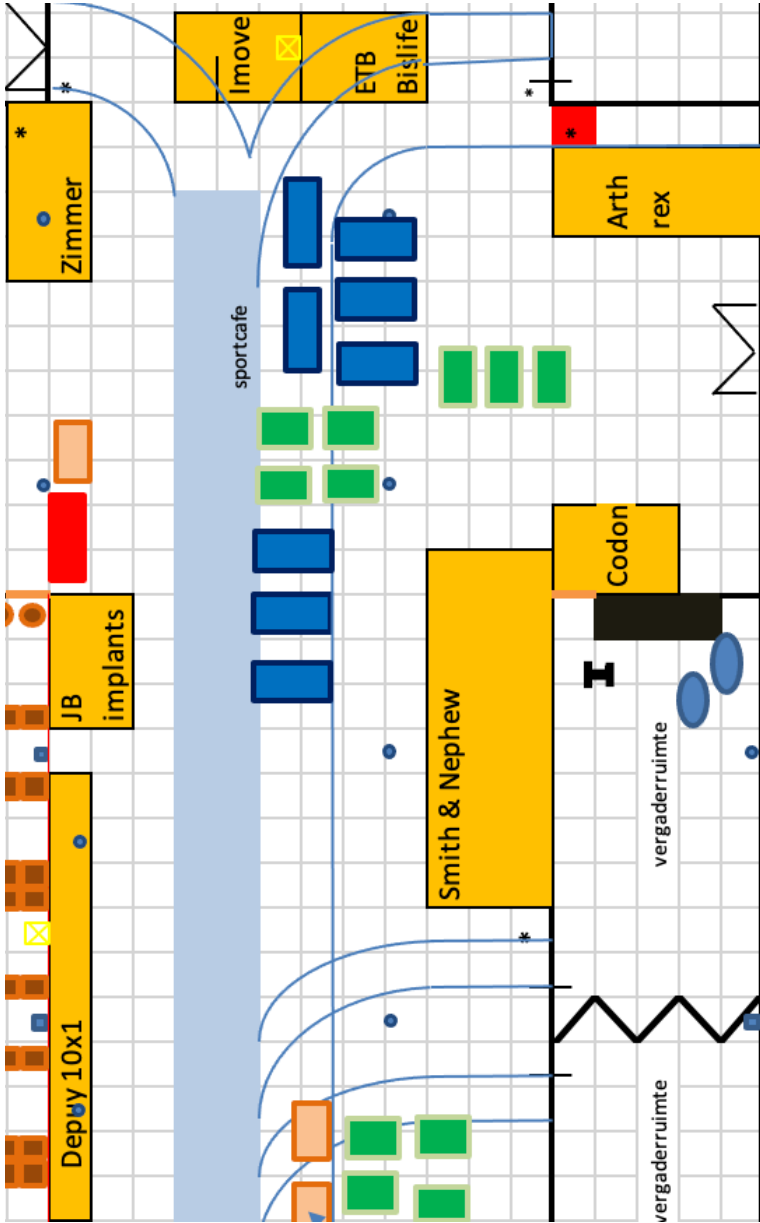 Imove
ETB
Bislife
*
*
*
*
Zimmer
Arth
rex
sportcafe
Codon
JB
implants
Smith & Nephew
vergaderruimte
*
Depuy 10x1
vergaderruimte